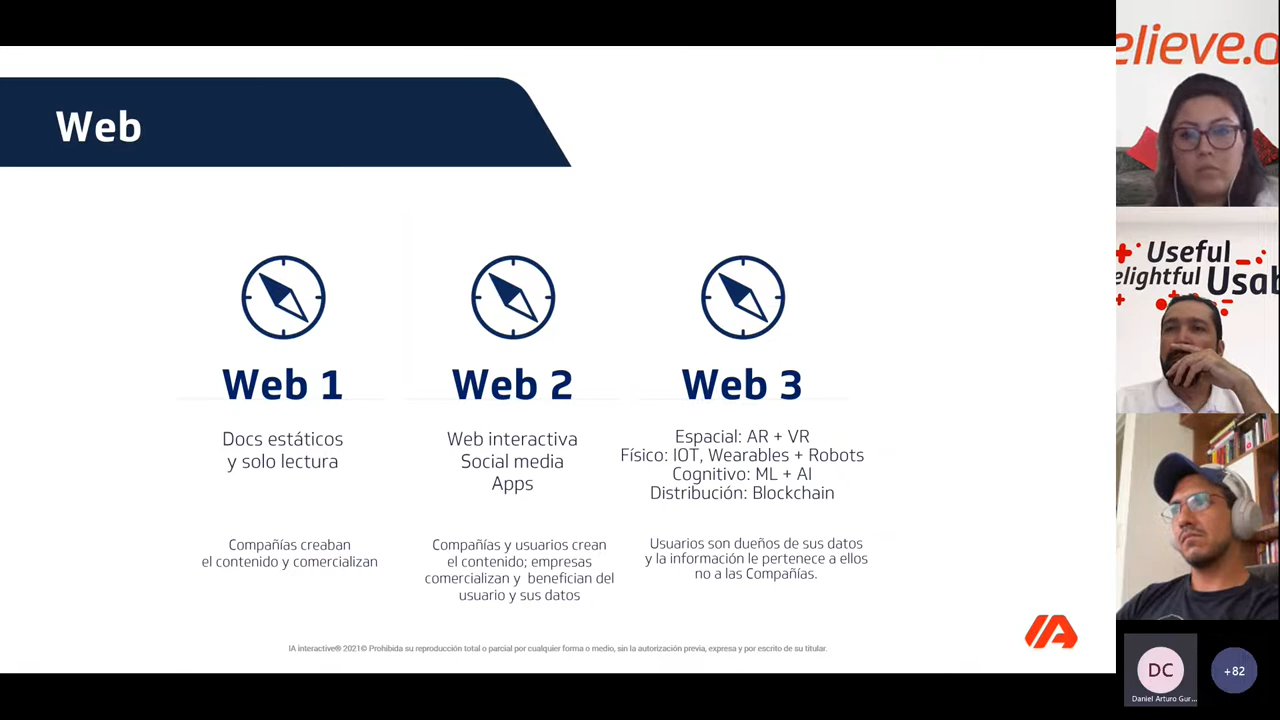 Web
Web 1
Docs estáticos
y solo lectura
Compañías creaban
el contenido y comercializan
Web 2
Web interactiva
Social media
Apps
Compañías y usuarios crean
el contenido; empresas
comercializan y benefician del
usuario y sus datos
Web 3
Espacial: AR + VR
Físico: IOT, Wearables + Robots
Cognitivo: ML + AI
Distribución: Blockchain
Usuarios son dueños de sus datos
y la información le pertenece a ellos
no a las Compañías.
IA interactive® 2021© Prohibida su reproducción total o parcial por cualquier forma o medio, sin la autorización previa, expresa y por escrito de su titular.
IA
elieve.
Useful
elightful Usab
DC
Daniel Arturo Gur...
+82